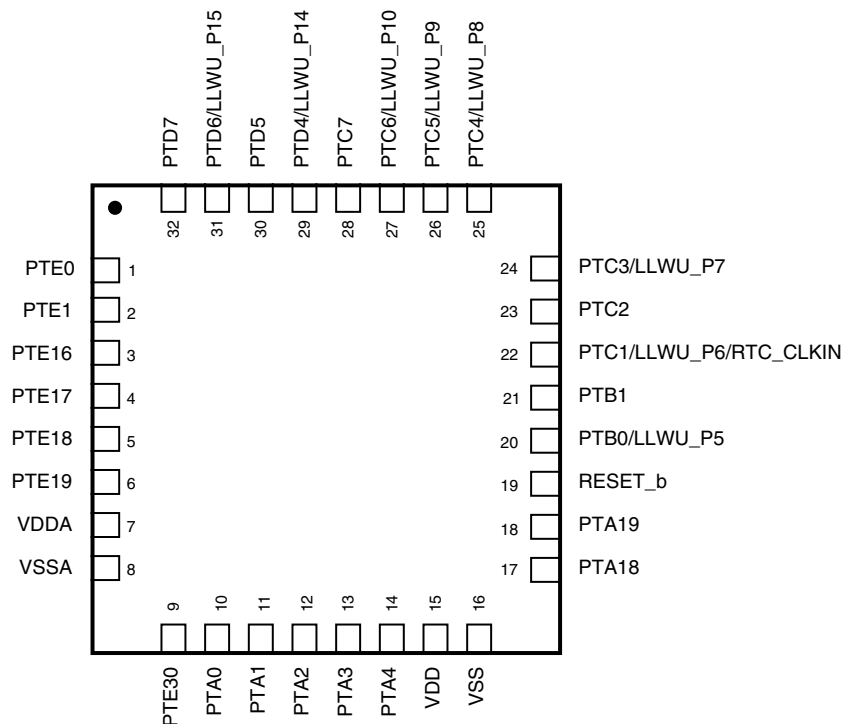 PTD7
PTD6/LLWU_P15
PTD5
PTD4/LLWU_P14
PTC7
PTC6/LLWU_P10
PTC5/LLWU_P9
PTC4/LLWU_P8
32
31
30
29
28
27
26
25
PTE0 1
PTE1 2
PTE16 3
PTE17 4
PTE18 5
PTE19 6
VDDA 7
VSSA 8
24 PTC3/LLWU_P7
23 PTC2
22 PTC1/LLWU_P6/RTC_CLKIN
21 PTB1
20 PTB0/LLWU_P5
19 RESET_b
18 PTA19
17 PTA18
9
10
11
12
13
14
15
16
PTE30
PTA0
PTA1
PTA2
PTA3
PTA4
VDD
VSS